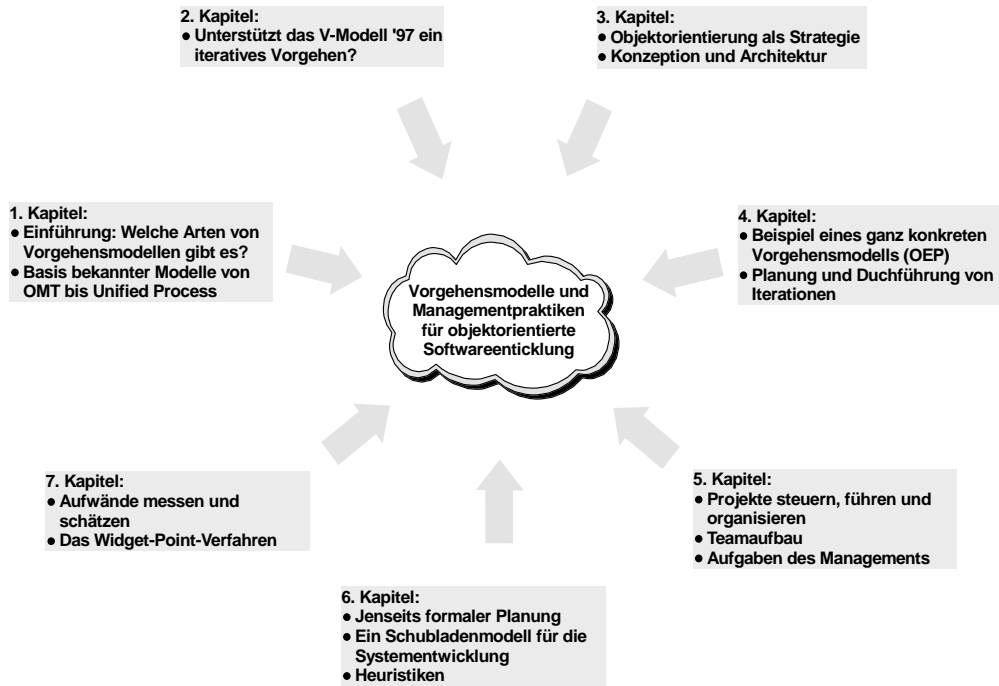 2. Kapitel:
● Unterstützt das V-Modell '97 ein
iteratives Vorgehen?
3. Kapitel:
● Objektorientierung als Strategie
● Konzeption und Architektur
1. Kapitel:
● Einführung: Welche Arten von
Vorgehensmodellen gibt es?
● Basis bekannter Modelle von
OMT bis Unified Process
4. Kapitel:
● Beispiel eines ganz konkreten
Vorgehensmodells (OEP)
● Planung und Duchführung von
Iterationen
Vorgehensmodelle und
Managementpraktiken
für objektorientierte
Softwareenticklung
7. Kapitel:
● Aufwände messen und
schätzen
● Das Widget-Point-Verfahren
5. Kapitel:
● Projekte steuern, führen und
organisieren
● Teamaufbau
● Aufgaben des Managements
6. Kapitel:
● Jenseits formaler Planung
● Ein Schubladenmodell für die
Systementwicklung
● Heuristiken